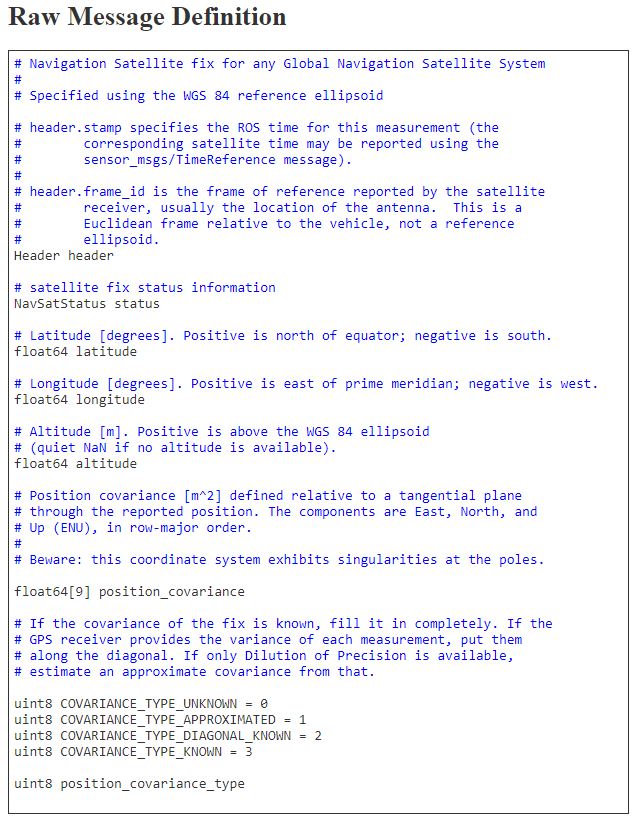 Raw Message Definition
# Navigation Satellite fix for any Global Navigation Satellite System
#
# Specified using the WGS 84 reference ellipsoid
# header.stamp specifies the ROS time for this measurement (the
#        corresponding satellite time may be reported using the
#        sensor_msgs/TimeReference message).
#
# header.frame_id is the frame of reference reported by the satellite
#        receiver, usually the location of the antenna.  This is a
#        Euclidean frame relative to the vehicle, not a reference
#        ellipsoid.
Header header
# satellite fix status information
NavSatStatus status
# Latitude [degrees]. Positive is north of equator; negative is south.
float64 latitude
# Longitude [degrees]. Positive is east of prime meridian; negative is west.
float64 longitude
# Altitude [m]. Positive is above the WGS 84 ellipsoid
# (quiet NaN if no altitude is available).
float64 altitude
# Position covariance [m^2] defined relative to a tangential plane
# through the reported position. The components are East, North, and
# Up (ENU), in row-major order.
#
# Beware: this coordinate system exhibits singularities at the poles.
float64[9] position_covariance
# If the covariance of the fix is known, fill it in completely. If the
# GPS receiver provides the variance of each measurement, put them
# along the diagonal. If only Dilution of Precision is available,
# estimate an approximate covariance from that.
uint8 COVARIANCE_TYPE_UNKNOWN = 0
uint8 COVARIANCE_TYPE_APPROXIMATED = 1
uint8 COVARIANCE_TYPE_DIAGONAL_KNOWN = 2
uint8 COVARIANCE_TYPE_KNOWN = 3
uint8 position_covariance_type